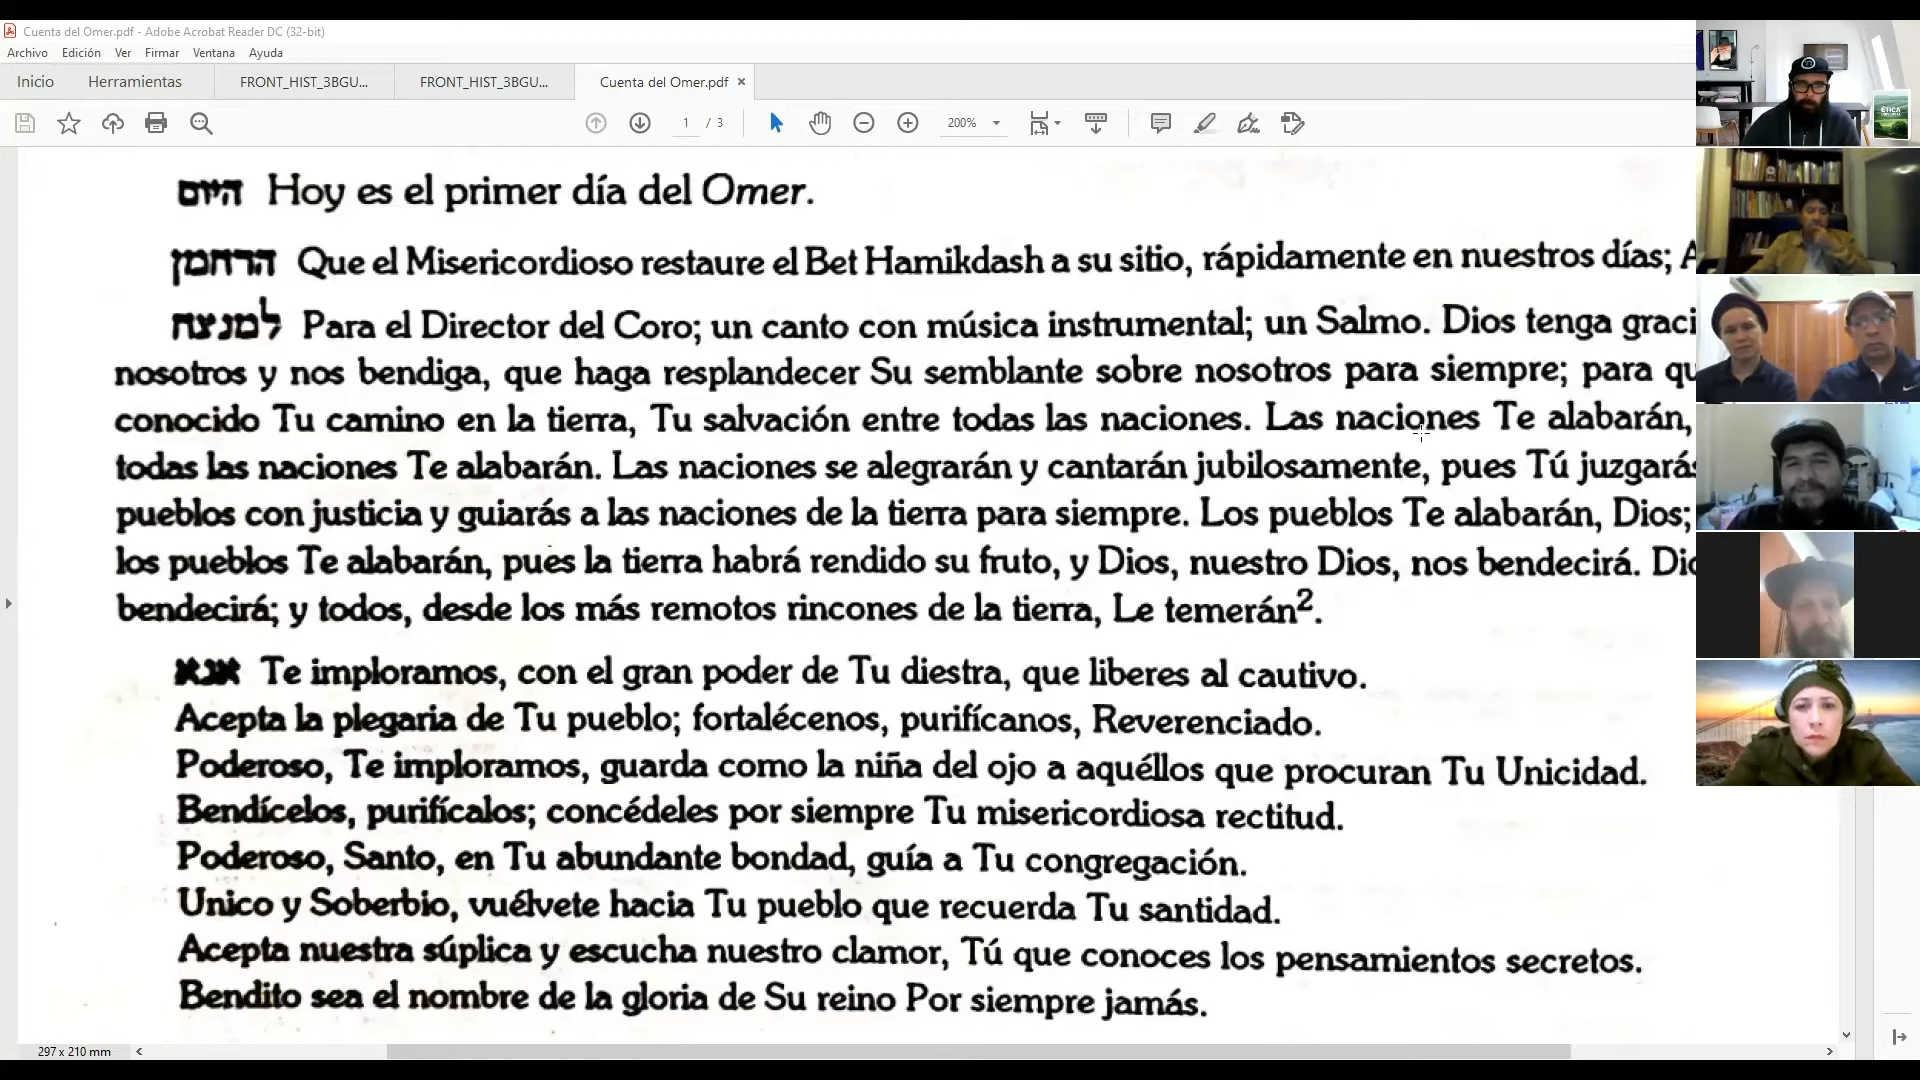 Cuenta del Omer.pdf - Adobe Acrobat Reader DC (32-bit)
Archivo Edición Ver Firmar Ventana Ayuda
Inicio Herramientas FRONT_HIST_3BGU... FRONT_HIST_3BGU... Cuenta del Omer.pdf ×
1 / 3 200%
היום Hoy es el primer día del Omer.
הרחמן Que el Misericordioso restaure el Bet Hamikdash a su sitio, rápidamente en nuestros días; A
למנצח Para el Director del Coro; un canto con música instrumental; un Salmo. Dios tenga graci
nosotros y nos bendiga, que haga resplandecer Su semblante sobre nosotros para siempre; para qu
conocido Tu camino en la tierra, Tu salvación entre todas las naciones. Las naciones Te alabarán,
todas las naciones Te alabarán. Las naciones se alegrarán y cantarán jubilosamente, pues Tú juzgarás
pueblos con justicia y guiarás a las naciones de la tierra para siempre. Los pueblos Te alabarán, Dios;
los pueblos Te alabarán, pues la tierra habrá rendido su fruto, y Dios, nuestro Dios, nos bendecirá. Dio
bendecirá; y todos, desde los más remotos rincones de la tierra, Le temerán².
אנא Te imploramos, con el gran poder de Tu diestra, que liberes al cautivo.
Acepta la plegaria de Tu pueblo; fortalécenos, purifícanos, Reverenciado.
Poderoso, Te imploramos, guarda como la niña del ojo a aquéllos que procuran Tu Unicidad.
Bendícelos, purifícalos; concédeles por siempre Tu misericordiosa rectitud.
Poderoso, Santo, en Tu abundante bondad, guía a Tu congregación.
Unico y Soberbio, vuélvete hacia Tu pueblo que recuerda Tu santidad.
Acepta nuestra súplica y escucha nuestro clamor, Tú que conoces los pensamientos secretos.
Bendito sea el nombre de la gloria de Su reino Por siempre jamás.
297 x 210 mm
ÉTICA